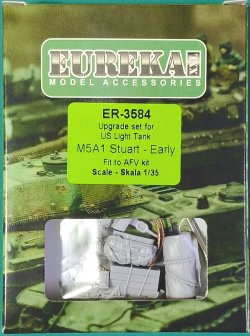 EUREKA XXL
MODEL ACCESSORIES
ER-3584
Upgrade set for
US Light Tank
M5A1 Stuart - Early
Fit to AFV kit
Scale - Skala 1/35